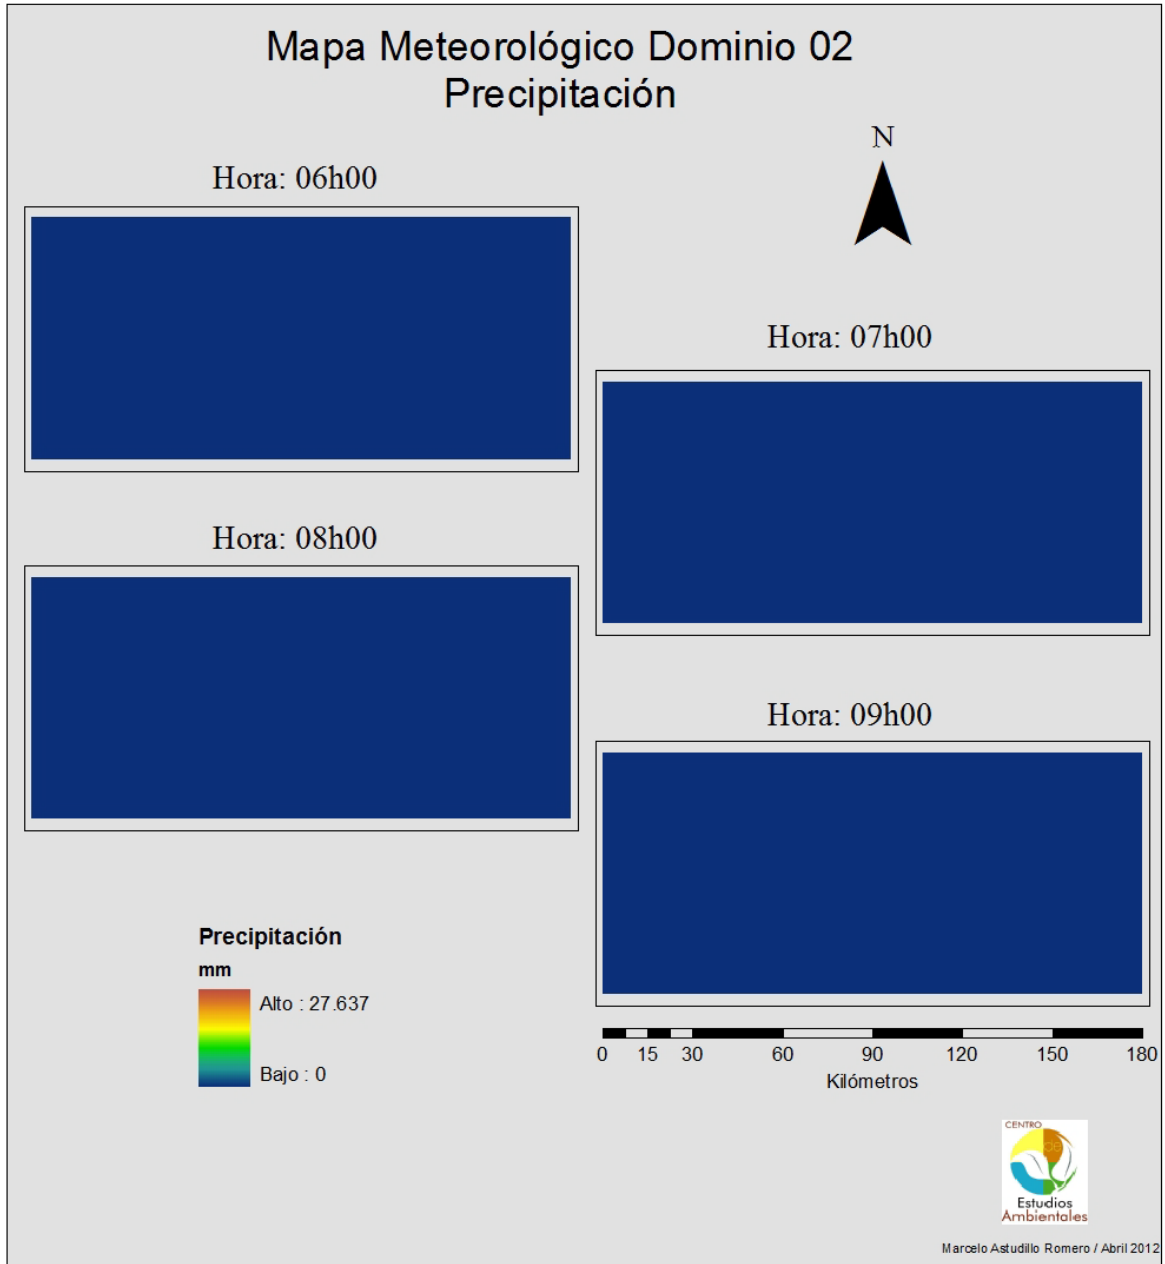 Mapa Meteorológico Dominio 02
Precipitación
N
Hora: 06h00
Hora: 07h00
Hora: 08h00
Hora: 09h00
Precipitación
mm
Alto : 27.637
Bajo : 0
0 15 30 60 90 120 150 180
Kilómetros
CENTRO
de
Estudios
Ambientales
Marcelo Astudillo Romero / Abril 2012